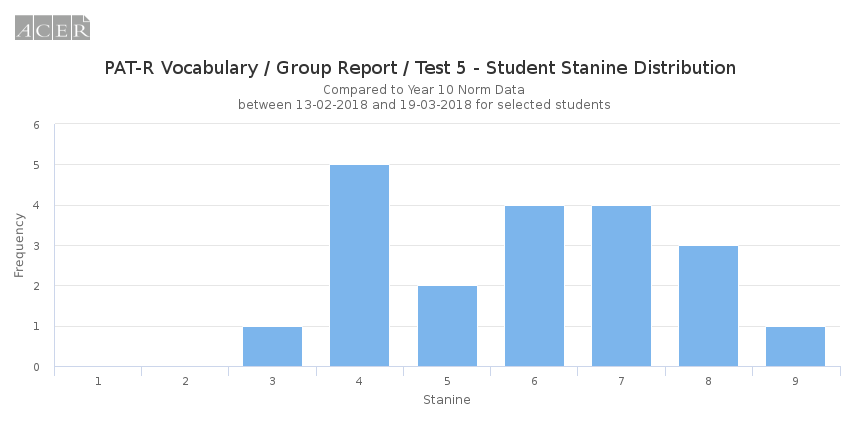 ACER
PAT-R Vocabulary / Group Report / Test 5 - Student Stanine Distribution
Compared to Year 10 Norm Data
between 13-02-2018 and 19-03-2018 for selected students
6
5
4
3
2
1
0
Frequency
1 2 3 4 5 6 7 8 9
Stanine